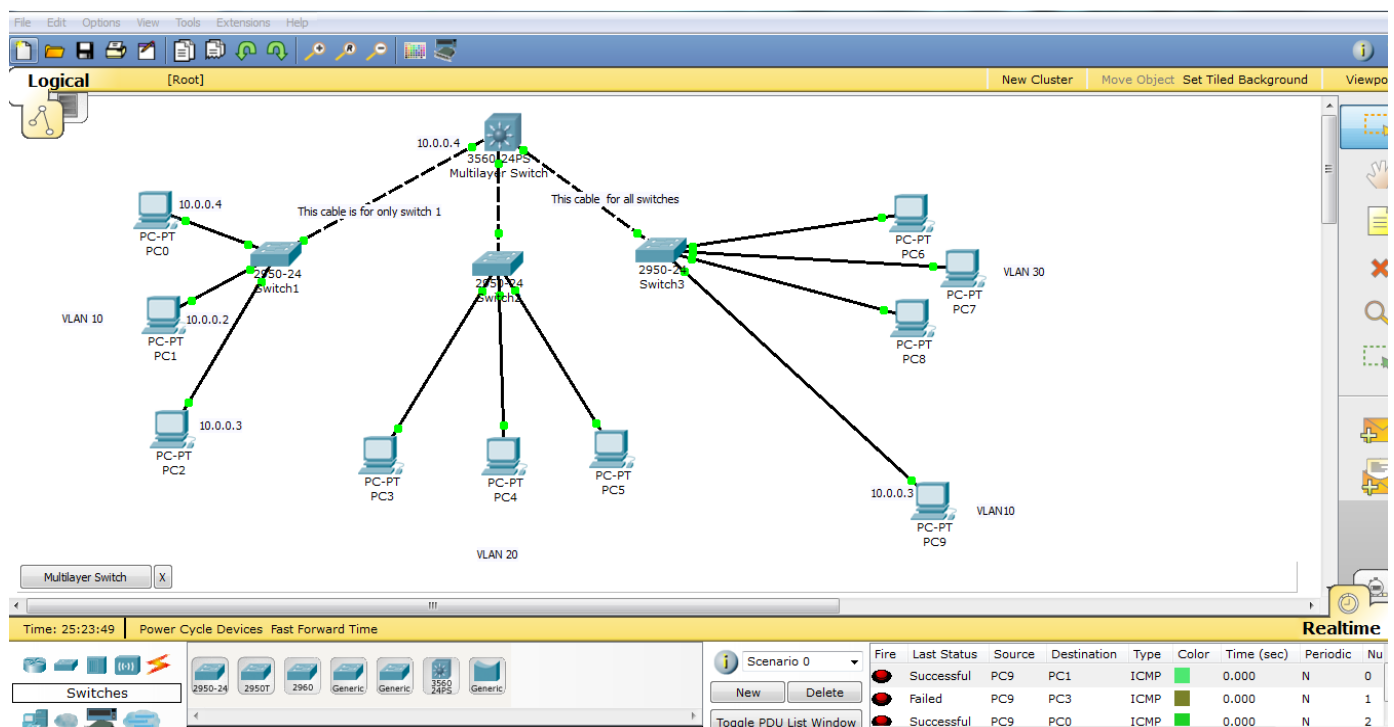 File Edit Options View Tools Extensions Help
Logical [Root] New Cluster Move Object Set Tiled Background Viewpo
10.0.0.4
3560-24PS
Multilayer Switch
This cable is for only switch 1
This cable for all switches
10.0.0.4
PC-PT
PC0
2950-24
Switch1
VLAN 10
10.0.0.2
PC-PT
PC1
10.0.0.3
PC-PT
PC2
2950-24
Switch2
PC-PT
PC3
PC-PT
PC4
PC-PT
PC5
VLAN 20
2950-24
Switch3
PC-PT
PC6
VLAN 30
PC-PT
PC7
PC-PT
PC8
10.0.0.3
VLAN10
PC-PT
PC9
Multilayer Switch X
Time: 25:23:49 Power Cycle Devices Fast Forward Time Realtime
Switches
2950-24 2950T 2960 Generic Generic 3560 24PS Generic
i Scenario 0
New Delete
Toggle PDU List Window
Fire Last Status Source Destination Type Color Time (sec) Periodic Nu
Successful PC9 PC1 ICMP 0.000 N 0
Failed PC9 PC3 ICMP 0.000 N 1
Successful PC9 PC0 ICMP 0.000 N 2